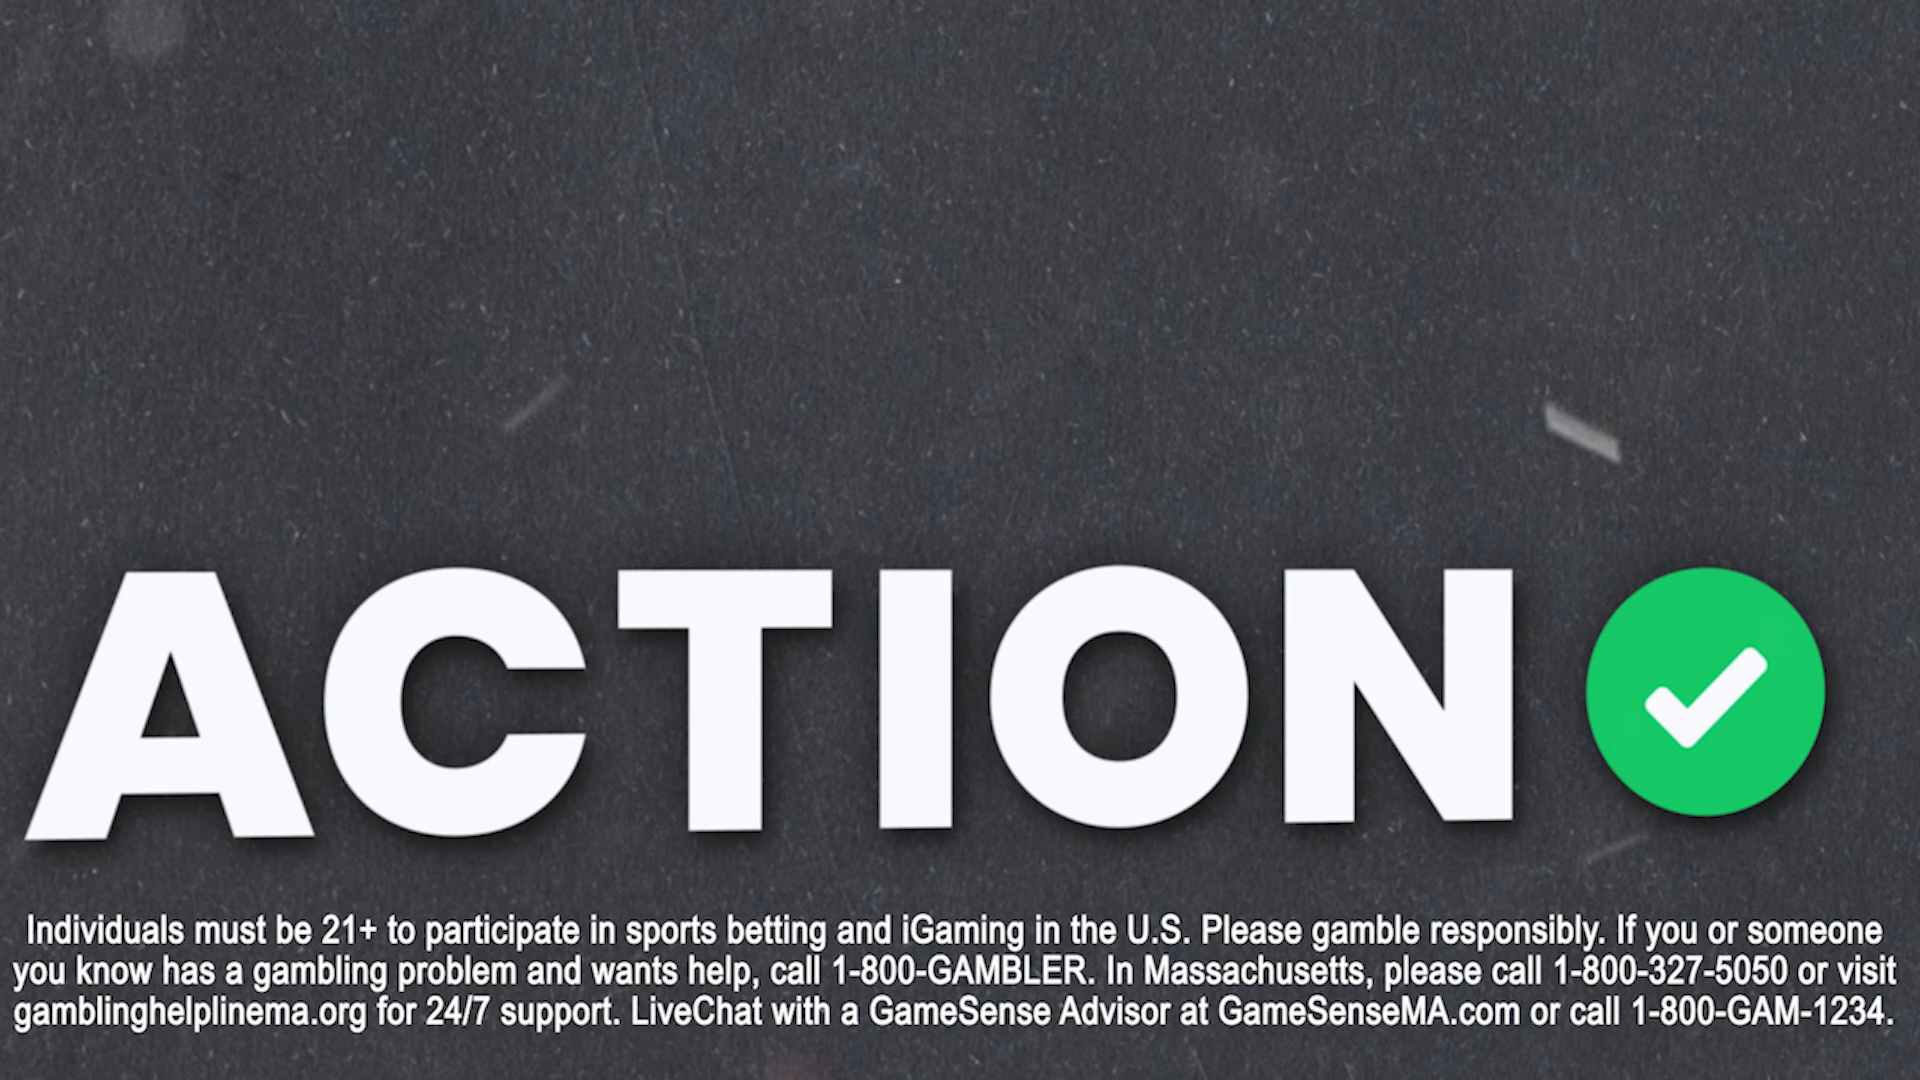 ACTION
Individuals must be 21+ to participate in sports betting and iGaming in the U.S. Please gamble responsibly. If you or someone
you know has a gambling problem and wants help, call 1-800-GAMBLER. In Massachusetts, please call 1-800-327-5050 or visit
gamblinghelplinema.org for 24/7 support. LiveChat with a GameSense Advisor at GameSenseMA.com or call 1-800-GAM-1234.